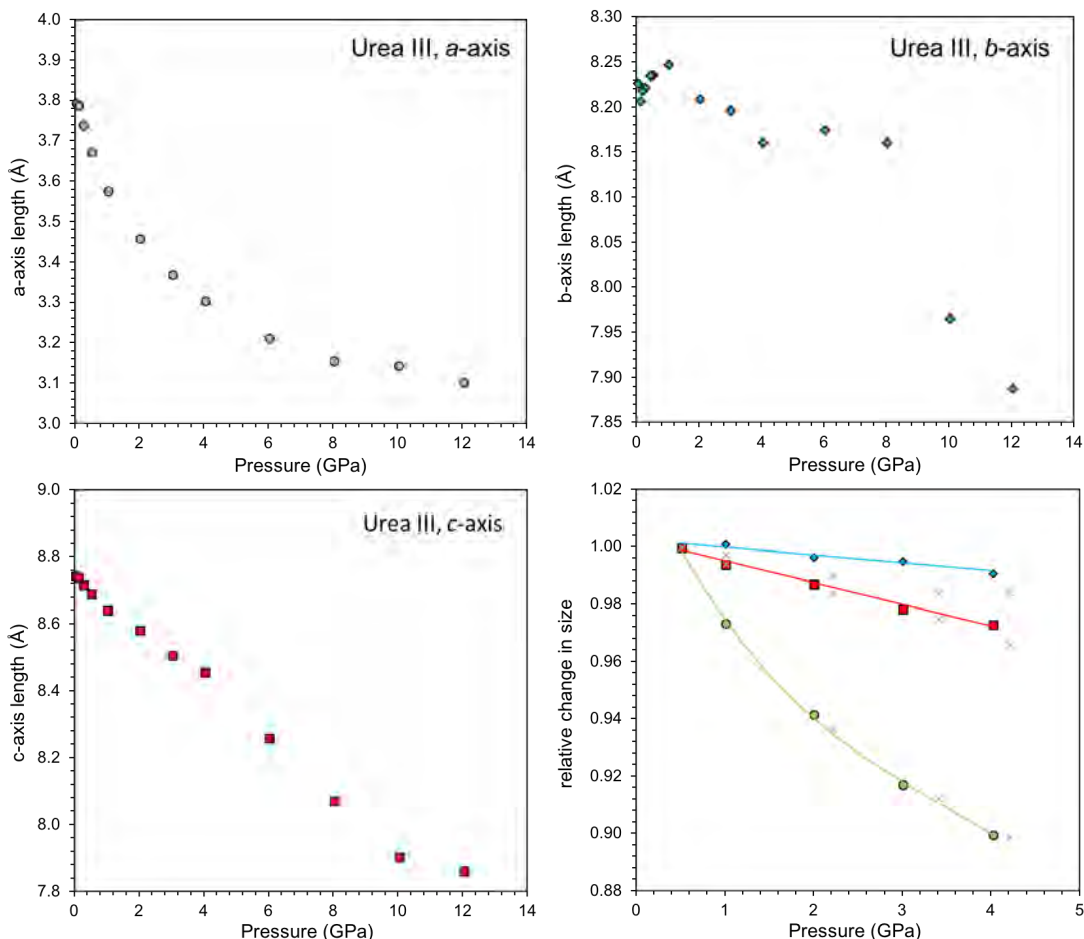 Urea III, a-axis
4.0
3.9
3.8
3.7
3.6
3.5
3.4
3.3
3.2
3.1
3.0
a-axis length (Å)
0 2 4 6 8 10 12 14
Pressure (GPa)
Urea III, b-axis
8.30
8.25
8.20
8.15
8.10
8.05
8.00
7.95
7.90
7.85
b-axis length (Å)
0 2 4 6 8 10 12 14
Pressure (GPa)
Urea III, c-axis
9.0
8.8
8.6
8.4
8.2
8.0
7.8
c-axis length (Å)
0 2 4 6 8 10 12 14
Pressure (GPa)
1.02
1.00
0.98
0.96
0.94
0.92
0.90
0.88
relative change in size
0 1 2 3 4 5
Pressure (GPa)